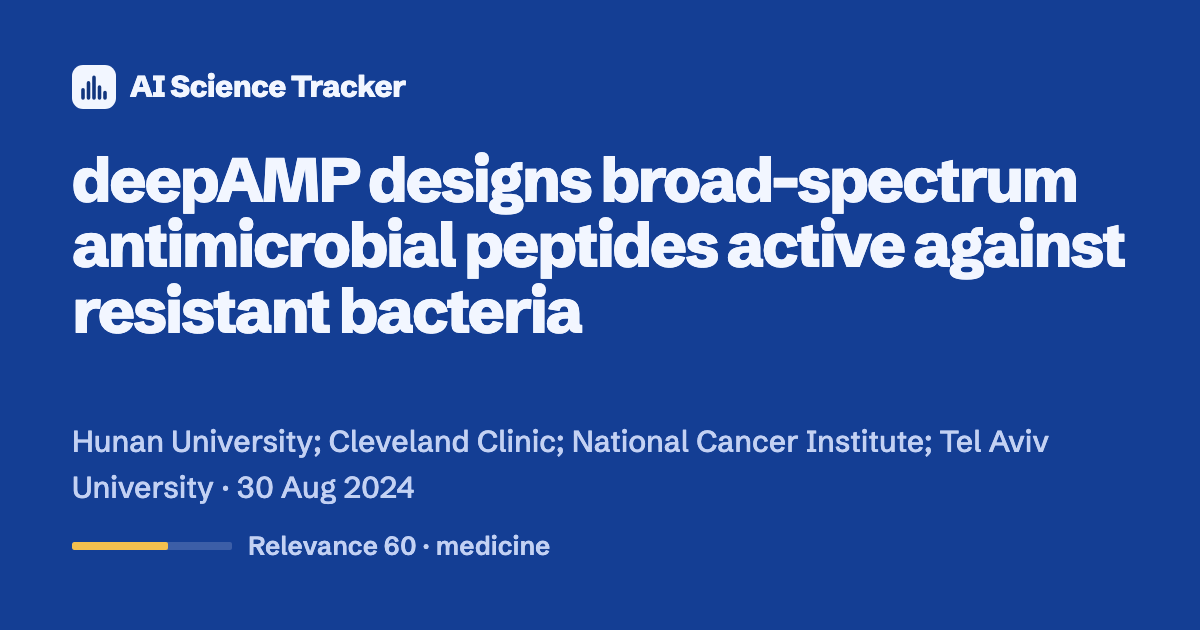 AI Science Tracker
deepAMP designs broad-spectrum
antimicrobial peptides active against
resistant bacteria
Hunan University; Cleveland Clinic; National Cancer Institute; Tel Aviv
University · 30 Aug 2024
Relevance 60 · medicine